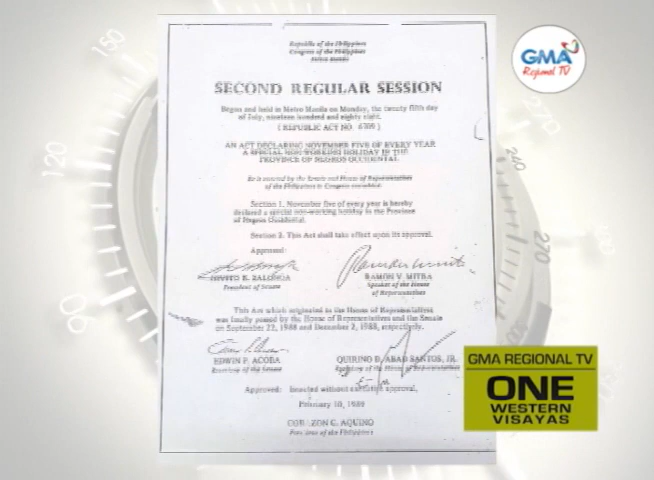 Republic of the Philippines
Congress of the Philippines
SECOND REGULAR SESSION
Begun and held in Metro Manila on Monday, the twenty fifth day
of July, nineteen hundred and eighty eight.
( REPUBLIC ACT NO. 6709 )
AN ACT DECLARING NOVEMBER FIVE OF EVERY YEAR
A SPECIAL NON-WORKING HOLIDAY IN THE
PROVINCE OF NEGROS OCCIDENTAL
Be it enacted by the Senate and House of Representatives
of the Philippines in Congress assembled:
Section 1. November five of every year is hereby
declared a special non-working holiday in the Province
of Negros Occidental.
Section 2. This Act shall take effect upon its approval.
Approved:
JOVITO R. SALONGA
President of Senate
RAMON V. MITRA
Speaker of the House
of Representatives
This Act which originated in the House of Representatives
was finally passed by the House of Representatives and the Senate
on September 22, 1988 and December 2, 1988, respectively.
EDWIN P. ACOBA
Secretary of the Senate
QUIRINO D. ABAD SANTOS, JR.
Secretary of the House of Representatives
Approved: without executive approval,
February 10, 1989
CORAZON C. AQUINO
President of the Philippines
GMA
Regional TV
GMA REGIONAL TV
ONE
WESTERN
VISAYAS
150
120
90
270
240
270